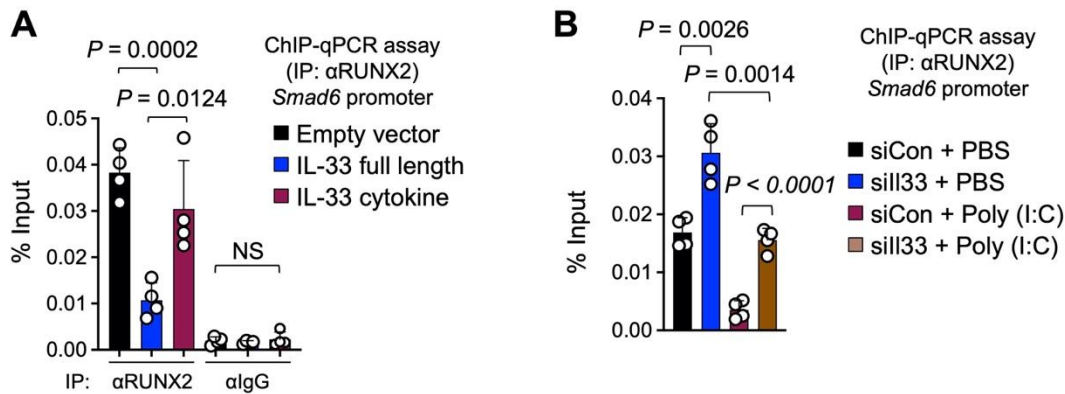 A
P = 0.0002
P = 0.0124
ChIP-qPCR assay
(IP: αRUNX2)
Smad6 promoter
Empty vector
IL-33 full length
IL-33 cytokine
% Input
0.05
0.04
0.03
0.02
0.01
0.00
NS
IP: αRUNX2 αIgG
B
P = 0.0026
P = 0.0014
P < 0.0001
ChIP-qPCR assay
(IP: αRUNX2)
Smad6 promoter
siCon + PBS
siIl33 + PBS
siCon + Poly (I:C)
siIl33 + Poly (I:C)
% Input
0.04
0.03
0.02
0.01
0.00